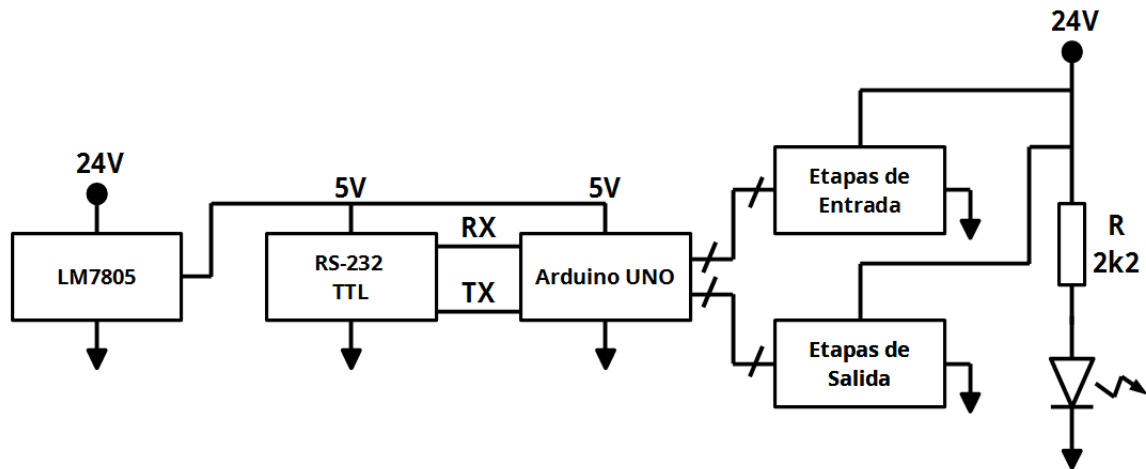 24V
24V
5V
5V
Etapas de
Entrada
RX
R
2k2
LM7805
RS-232
TTL
TX
Arduino UNO
Etapas de
Salida